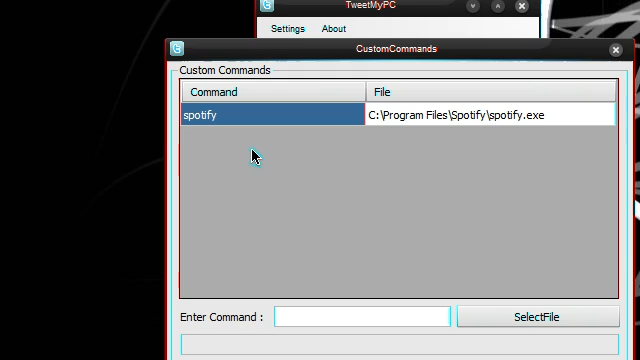 TweetMyPC
Settings About
CustomCommands
Custom Commands
Command File
spotify C:\Program Files\Spotify\spotify.exe
Enter Command : SelectFile